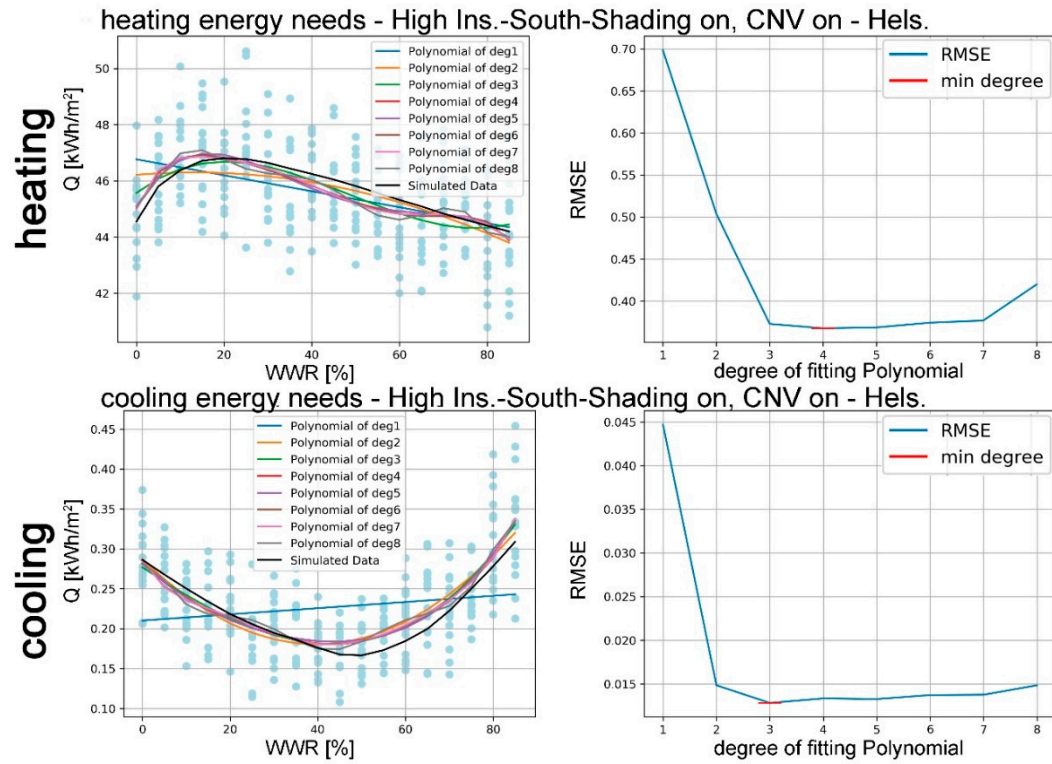 heating energy needs - High Ins.-South-Shading on, CNV on - Hels.
heating
Q [kWh/m²]
50
48
46
44
42
0
20
40
60
80
WWR [%]
Polynomial of deg1
Polynomial of deg2
Polynomial of deg3
Polynomial of deg4
Polynomial of deg5
Polynomial of deg6
Polynomial of deg7
Polynomial of deg8
Simulated Data
RMSE
0.70
0.65
0.60
0.55
0.50
0.45
0.40
1
2
3
4
5
6
7
8
degree of fitting Polynomial
RMSE
min degree
cooling energy needs - High Ins.-South-Shading on, CNV on - Hels.
cooling
Q [kWh/m²]
0.45
0.40
0.35
0.30
0.25
0.20
0.15
0.10
0
20
40
60
80
WWR [%]
Polynomial of deg1
Polynomial of deg2
Polynomial of deg3
Polynomial of deg4
Polynomial of deg5
Polynomial of deg6
Polynomial of deg7
Polynomial of deg8
Simulated Data
RMSE
0.045
0.040
0.035
0.030
0.025
0.020
0.015
1
2
3
4
5
6
7
8
degree of fitting Polynomial
RMSE
min degree